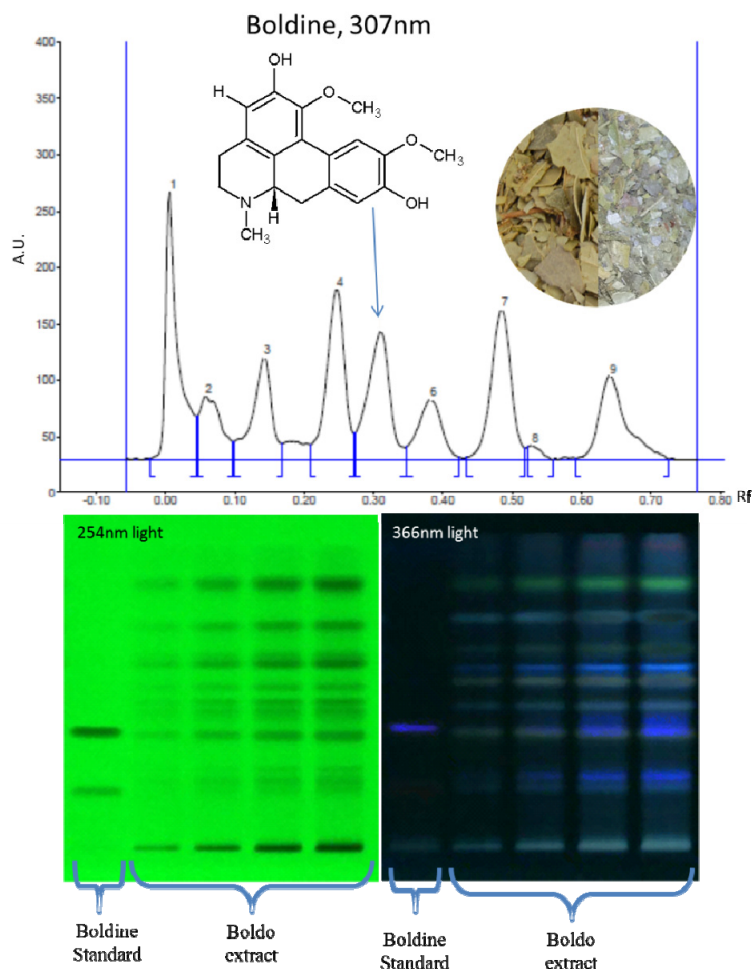 Boldine, 307nm
400
350
300
250
200
150
100
50
0
A.U.
OH
H
O
CH3
O
CH3
OH
N
H
CH3
1
2
3
4
6
7
8
9
-0.10 0.00 0.10 0.20 0.30 0.40 0.50 0.60 0.70 0.80 Rf
254nm light
366nm light
Boldine
Standard
Boldo
extract
Boldine
Standard
Boldo
extract